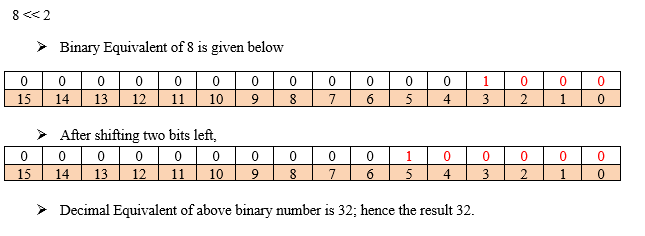 8 << 2
➢ Binary Equivalent of 8 is given below
0 0 0 0 0 0 0 0 0 0 0 0 1 0 0 0
15 14 13 12 11 10 9 8 7 6 5 4 3 2 1 0
➢ After shifting two bits left,
0 0 0 0 0 0 0 0 0 0 1 0 0 0 0 0
15 14 13 12 11 10 9 8 7 6 5 4 3 2 1 0
➢ Decimal Equivalent of above binary number is 32; hence the result 32.